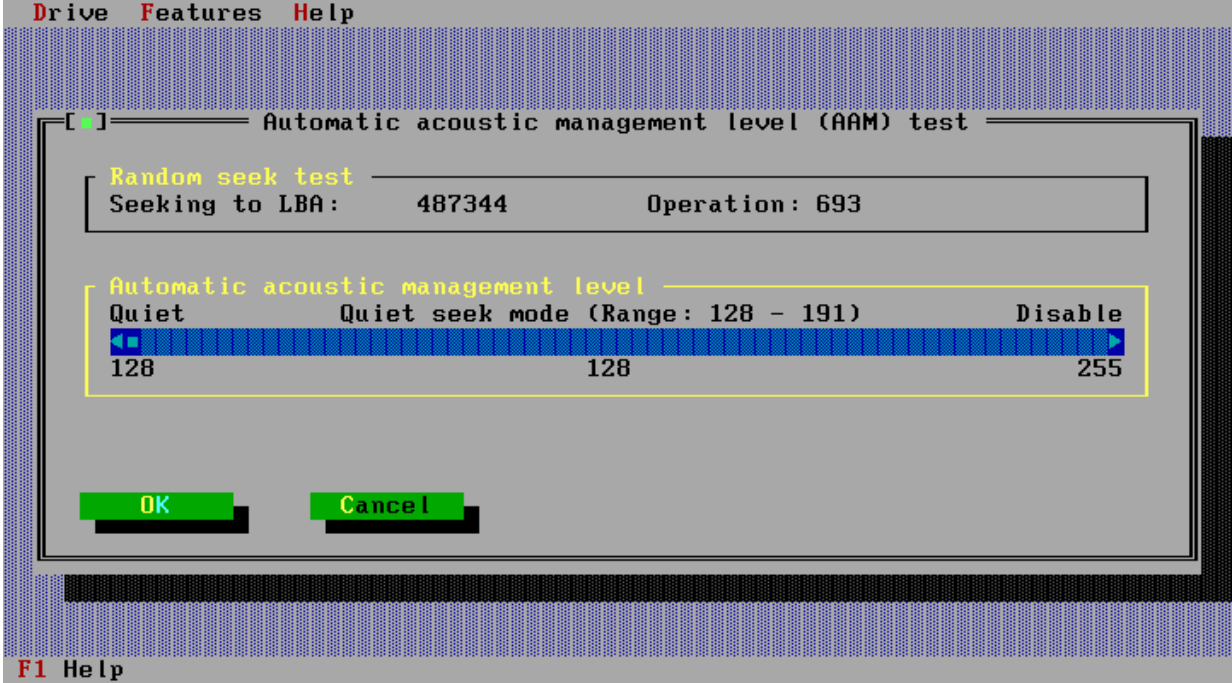 Drive Features Help
Automatic acoustic management level (AAM) test
Random seek test
Seeking to LBA: 487344 Operation: 693
Automatic acoustic management level
Quiet Quiet seek mode (Range: 128 - 191) Disable
128 128 255
OK Cancel
F1 Help